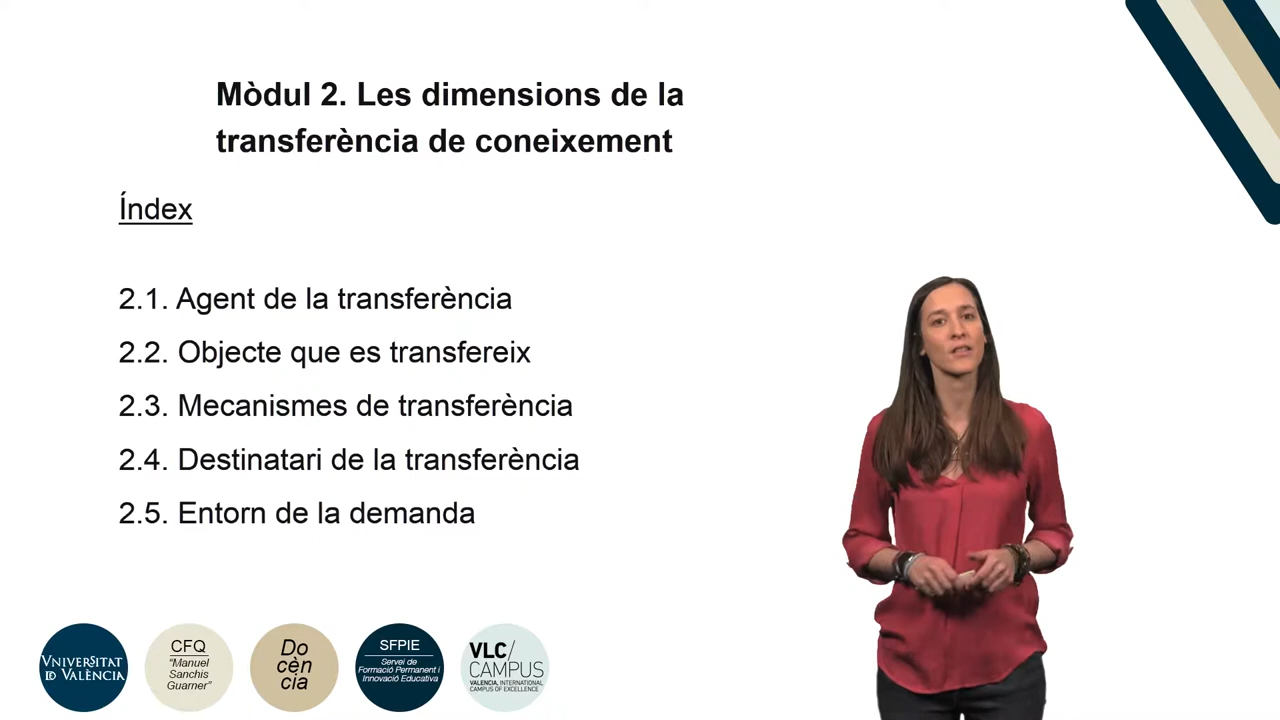 Mòdul 2. Les dimensions de la
transferència de coneixement
Índex
2.1. Agent de la transferència
2.2. Objecte que es transfereix
2.3. Mecanismes de transferència
2.4. Destinatari de la transferència
2.5. Entorn de la demanda
VNIVERSITAT
D VALÈNCIA
CFQ
"Manuel
Sanchis
Guarner"
Do
cèn
cia
SFPIE
Servei de
Formació Permanent i
Innovació Educativa
VLC/
CAMPUS
VALENCIA, INTERNATIONAL
CAMPUS OF EXCELLENCE